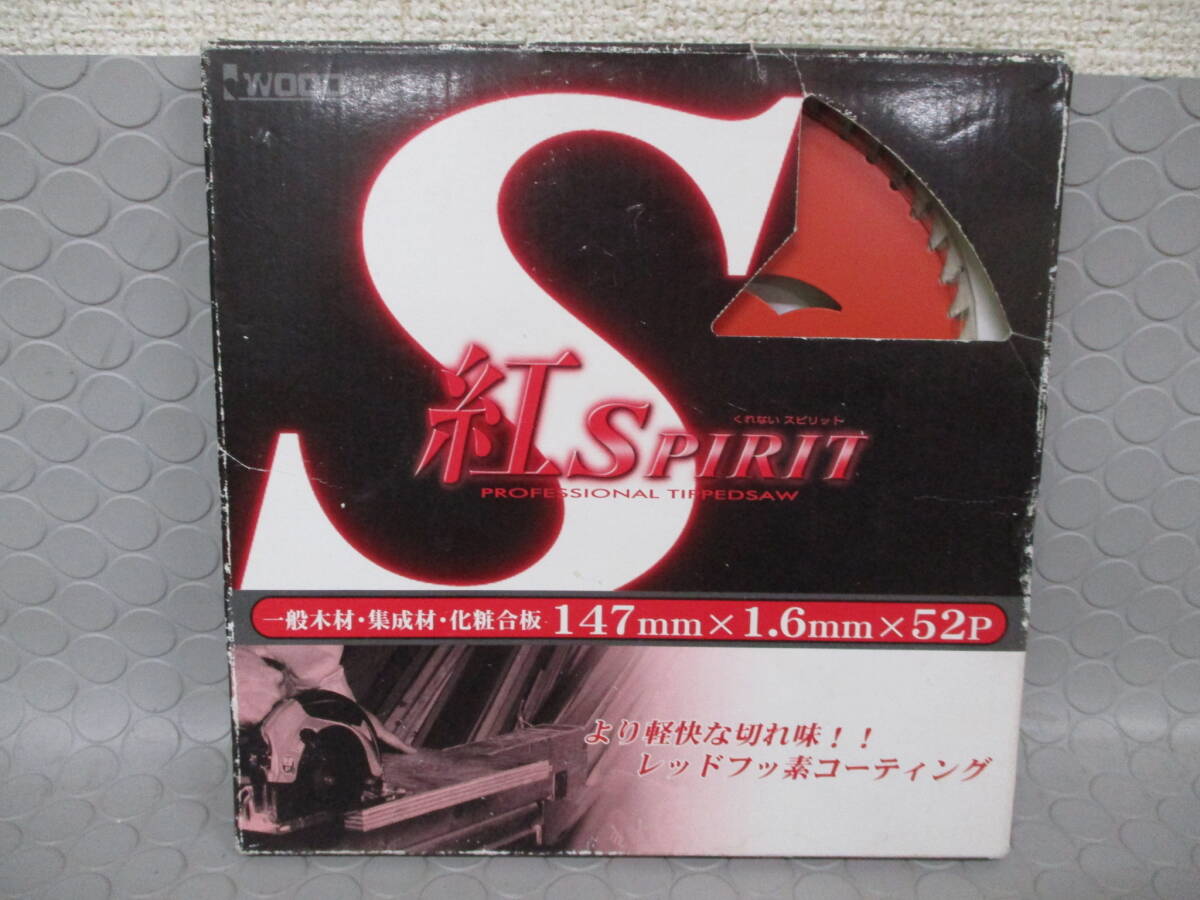 WOOD
くれない スピリット
紅SPIRIT
PROFESSIONAL TIPPEDSAW
一般木材・集成材・化粧合板 147mm×1.6mm×52P
より軽快な切れ味！！
レッドフッ素コーティング